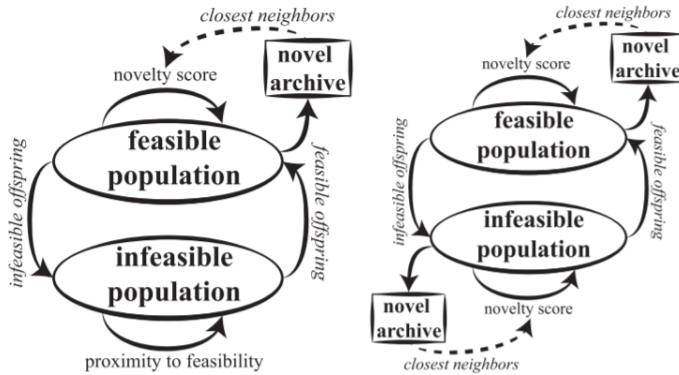 closest neighbors
novel
archive
novelty score
feasible
population
infeasible offspring
feasible offspring
infeasible
population
proximity to feasibility
closest neighbors
novel
archive
novelty score
feasible
population
infeasible offspring
feasible offspring
infeasible
population
novel
archive
novelty score
closest neighbors